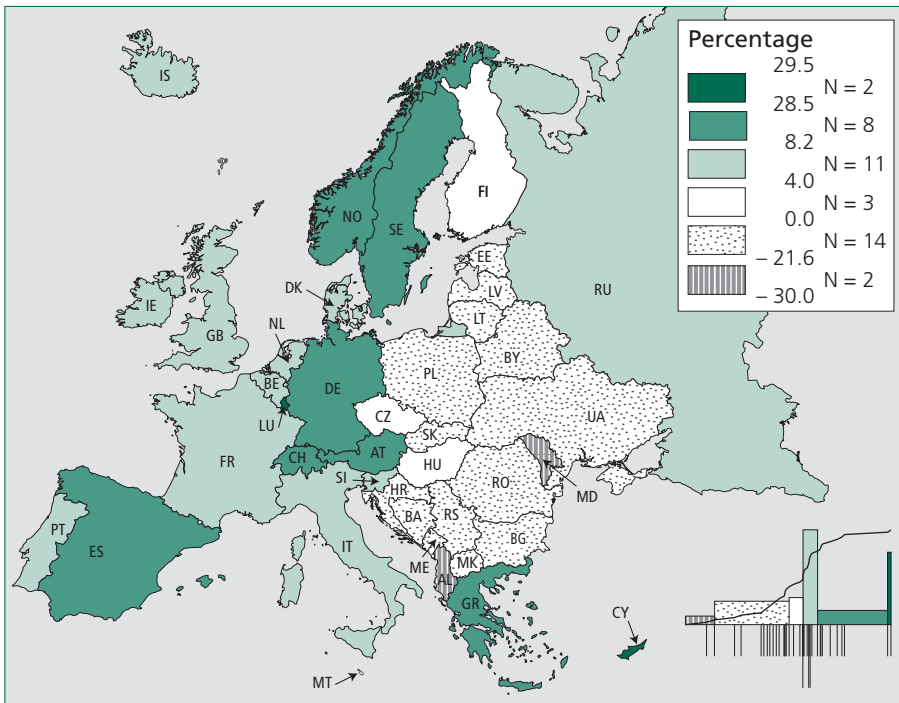 Percentage
29.5
N = 2
28.5
N = 8
8.2
N = 11
4.0
N = 3
0.0
N = 14
– 21.6
N = 2
– 30.0
IS
FI
NO
SE
EE
LV
LT
RU
DK
IE
GB
NL
BY
PL
BE
DE
LU
CZ
UA
SK
FR
CH
AT
HU
SI
HR
RO
MD
BA
RS
PT
ES
IT
BG
ME
MK
AL
GR
CY
MT